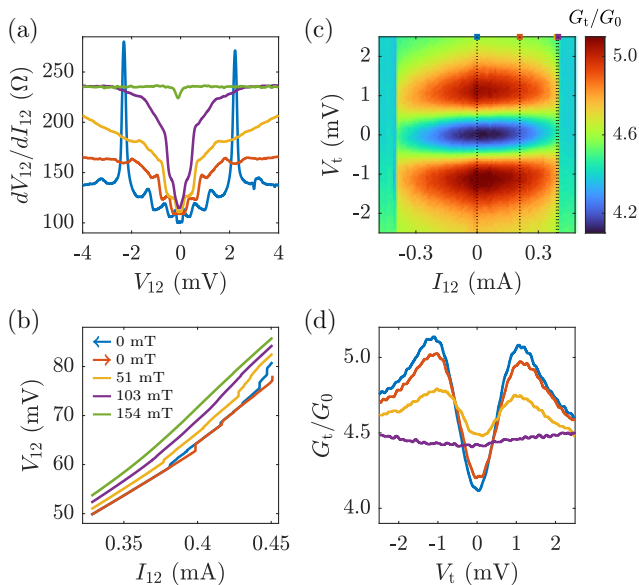 (a)
dV₁₂/dI₁₂ (Ω)
250
200
150
100
-4 -2 0 2 4
V₁₂ (mV)
(c)
Gₜ/G₀
Vₜ (mV)
2
1
0
-1
-2
-0.3 0 0.3
I₁₂ (mA)
5.0
4.6
4.2
(b)
V₁₂ (mV)
80
70
60
50
← 0 mT
→ 0 mT
51 mT
103 mT
154 mT
0.35 0.4 0.45
I₁₂ (mA)
(d)
Gₜ/G₀
5.0
4.5
4.0
-2 -1 0 1 2
Vₜ (mV)